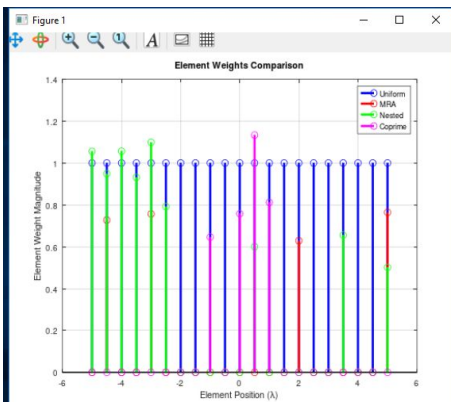 Figure 1
A
Element Weights Comparison
Uniform
MRA
Nested
Coprime
Element Weight Magnitude
1.4
1.2
1
0.8
0.6
0.4
0.2
0
-6
-4
-2
0
2
4
6
Element Position (λ)